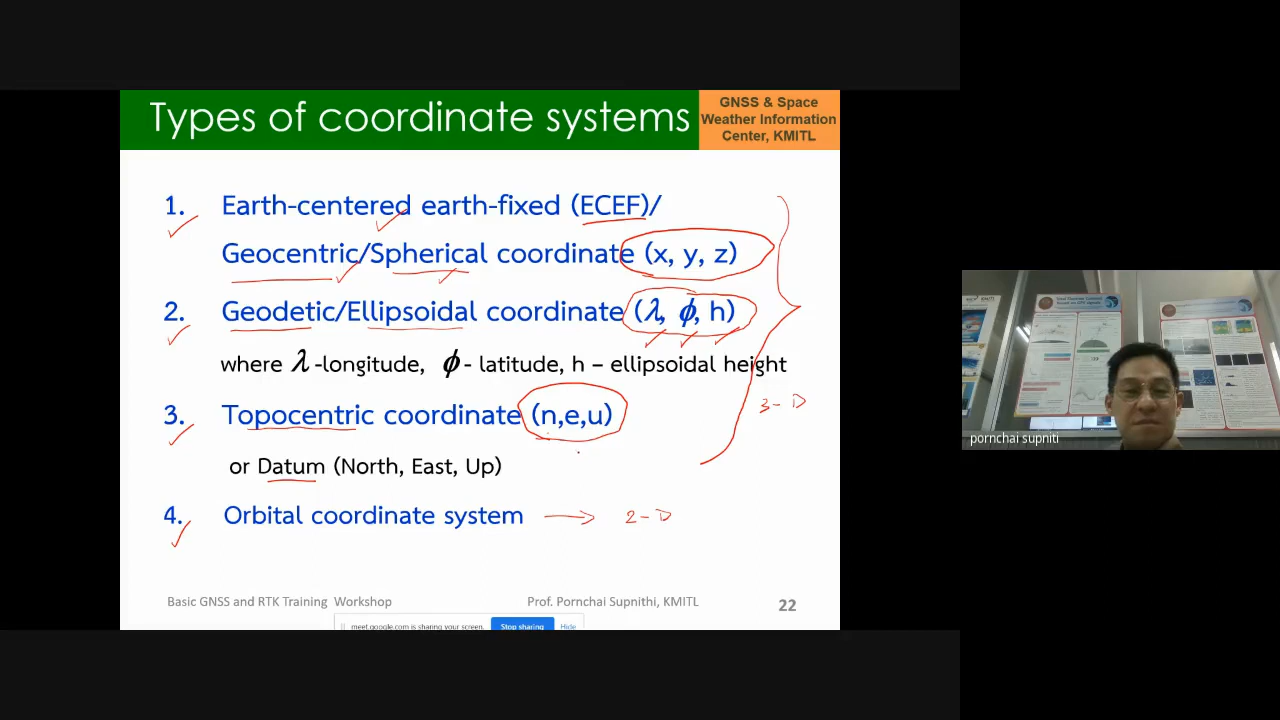 Types of coordinate systems
GNSS & Space
Weather Information
Center, KMITL
1. Earth-centered earth-fixed (ECEF)/
Geocentric/Spherical coordinate (x, y, z)
2. Geodetic/Ellipsoidal coordinate (λ, ϕ, h)
where λ -longitude, ϕ - latitude, h – ellipsoidal height
3. Topocentric coordinate (n,e,u)
3-D
or Datum (North, East, Up)
4. Orbital coordinate system → 2-D
Basic GNSS and RTK Training Workshop
Prof. Pornchai Supnithi, KMITL
22
meet.google.com is sharing your screen.
Stop sharing
Hide
pornchai supniti